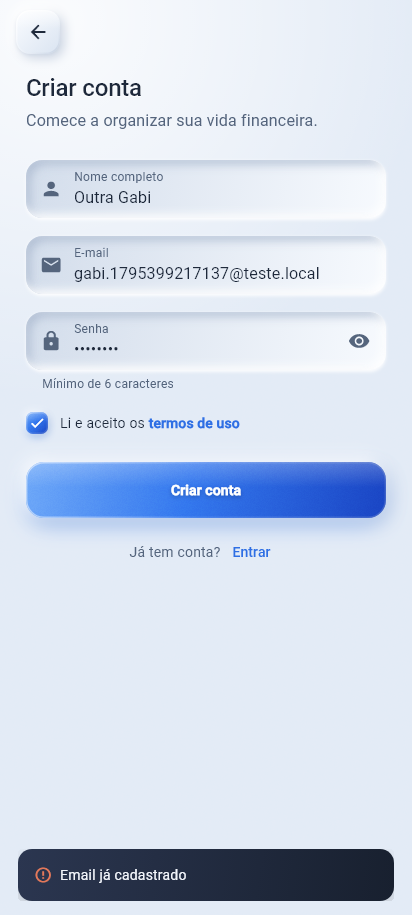 Criar conta
Comece a organizar sua vida financeira.
Nome completo
Outra Gabi
E-mail
gabi.1795399217137@teste.local
Senha
••••••••
Mínimo de 6 caracteres
Li e aceito os termos de uso
Criar conta
Já tem conta? Entrar
Email já cadastrado